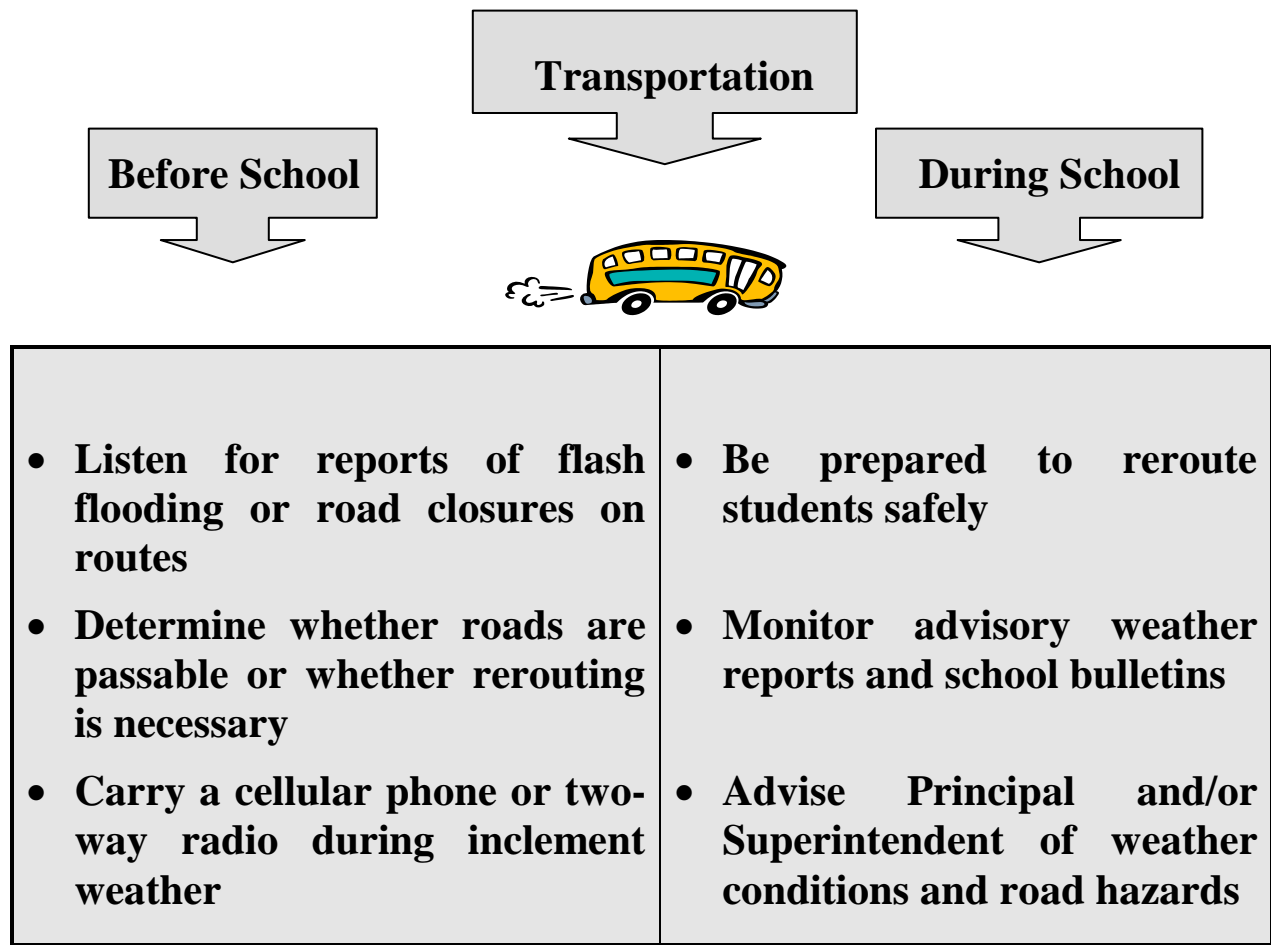 Transportation
Before School
During School
• Listen for reports of flash
flooding or road closures on
routes
• Determine whether roads are
passable or whether rerouting
is necessary
• Carry a cellular phone or two-
way radio during inclement
weather
• Be prepared to reroute
students safely
• Monitor advisory weather
reports and school bulletins
• Advise Principal and/or
Superintendent of weather
conditions and road hazards